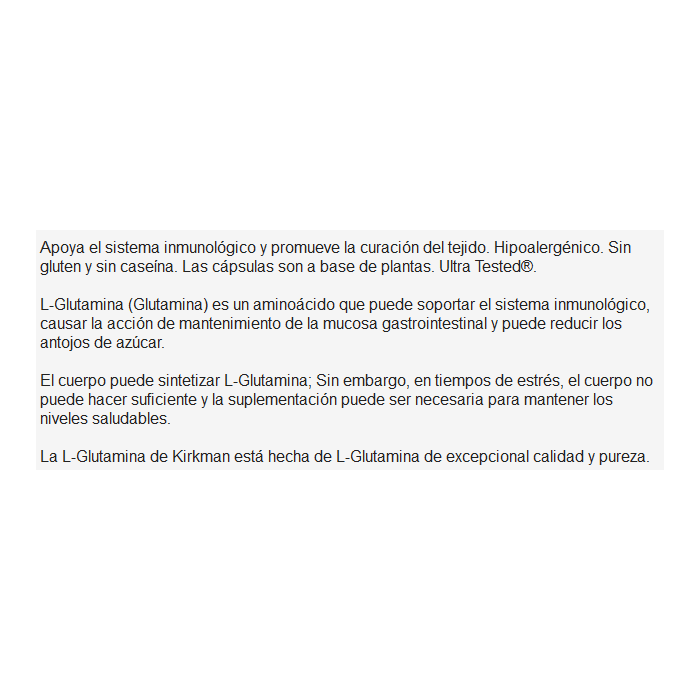 Apoya el sistema inmunológico y promueve la curación del tejido. Hipoalergénico. Sin
gluten y sin caseína. Las cápsulas son a base de plantas. Ultra Tested®.
L-Glutamina (Glutamina) es un aminoácido que puede soportar el sistema inmunológico,
causar la acción de mantenimiento de la mucosa gastrointestinal y puede reducir los
antojos de azúcar.
El cuerpo puede sintetizar L-Glutamina; Sin embargo, en tiempos de estrés, el cuerpo no
puede hacer suficiente y la suplementación puede ser necesaria para mantener los
niveles saludables.
La L-Glutamina de Kirkman está hecha de L-Glutamina de excepcional calidad y pureza.